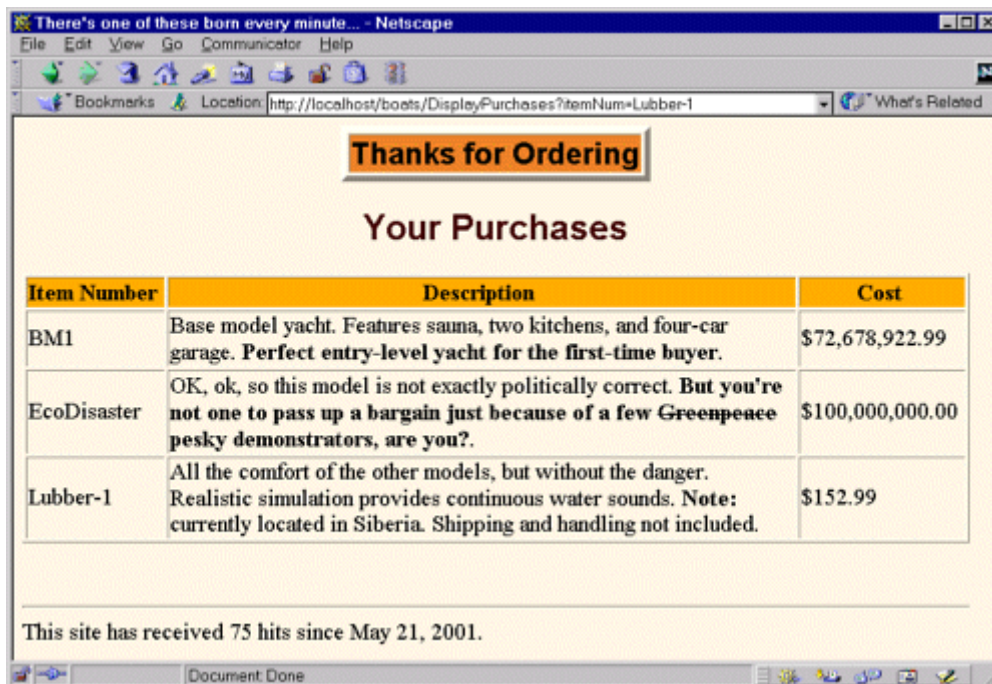 There's one of these born every minute... - Netscape
File Edit View Go Communicator Help
Bookmarks Location: http://localhost/boats/DisplayPurchases?itemNum=Lubber-1 What's Related
Thanks for Ordering
Your Purchases
Item Number Description Cost
BM1 Base model yacht. Features sauna, two kitchens, and four-car $72,678,922.99
garage. Perfect entry-level yacht for the first-time buyer.
EcoDisaster OK, ok, so this model is not exactly politically correct. But you're $100,000,000.00
not one to pass up a bargain just because of a few Greenpeace
pesky demonstrators, are you?.
Lubber-1 All the comfort of the other models, but without the danger. $152.99
Realistic simulation provides continuous water sounds. Note:
currently located in Siberia. Shipping and handling not included.
This site has received 75 hits since May 21, 2001.
Document: Done